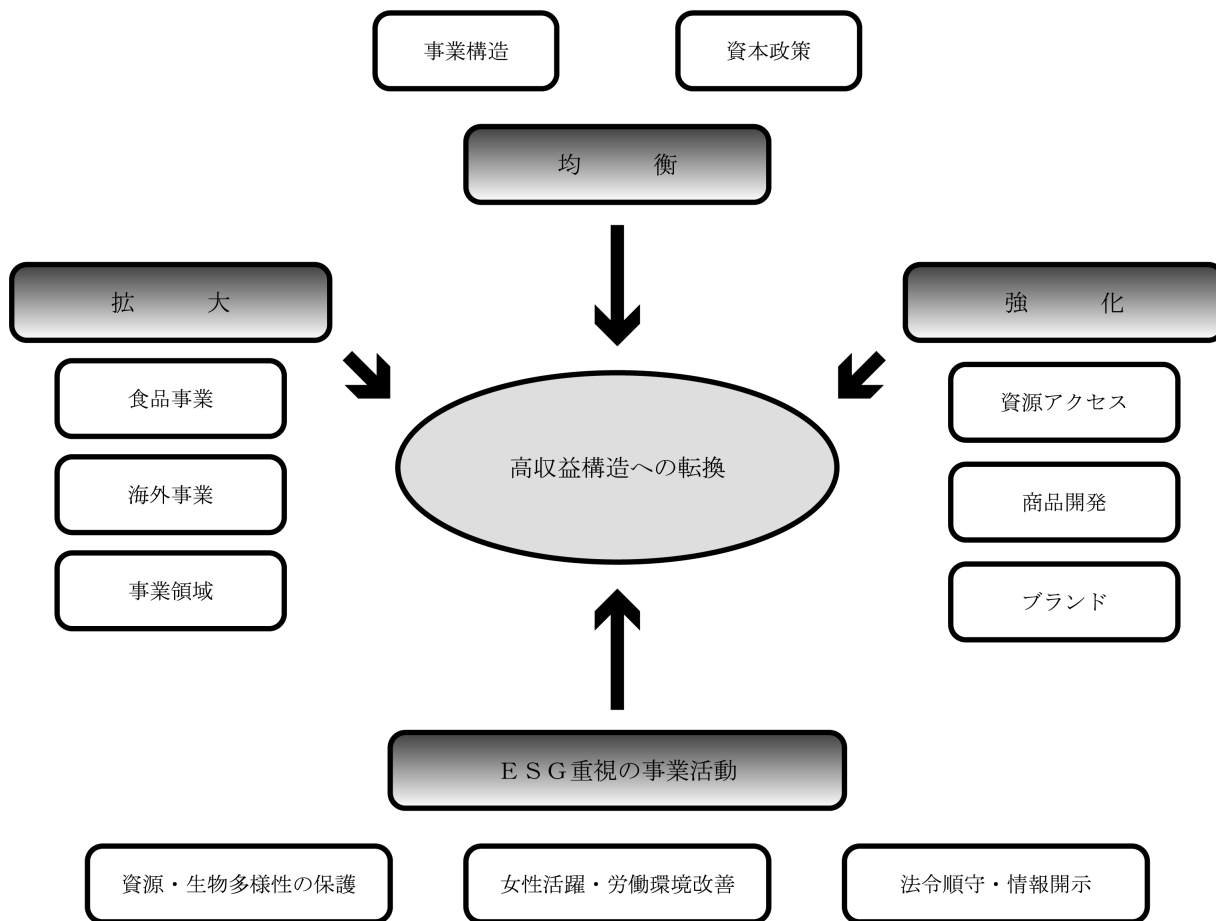 事業構造
資本政策
均　衡
拡　大
強　化
食品事業
海外事業
事業領域
高収益構造への転換
資源アクセス
商品開発
ブランド
ＥＳＧ重視の事業活動
資源・生物多様性の保護
女性活躍・労働環境改善
法令順守・情報開示